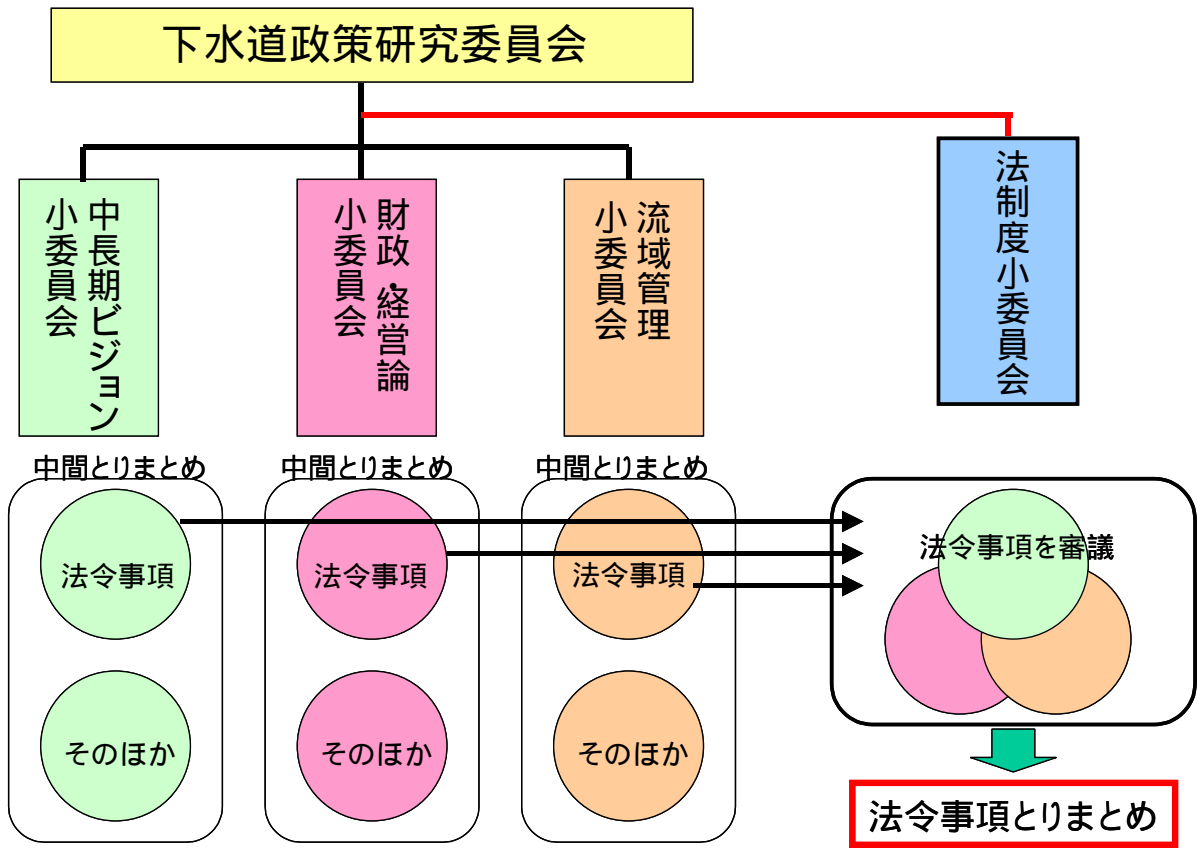 下水道政策研究委員会
中長期ビジョン
小委員会
財政・経営論
小委員会
流域管理
小委員会
法制度小委員会
中間とりまとめ
中間とりまとめ
中間とりまとめ
法令事項
法令事項
法令事項
法令事項を審議
そのほか
そのほか
そのほか
法令事項とりまとめ